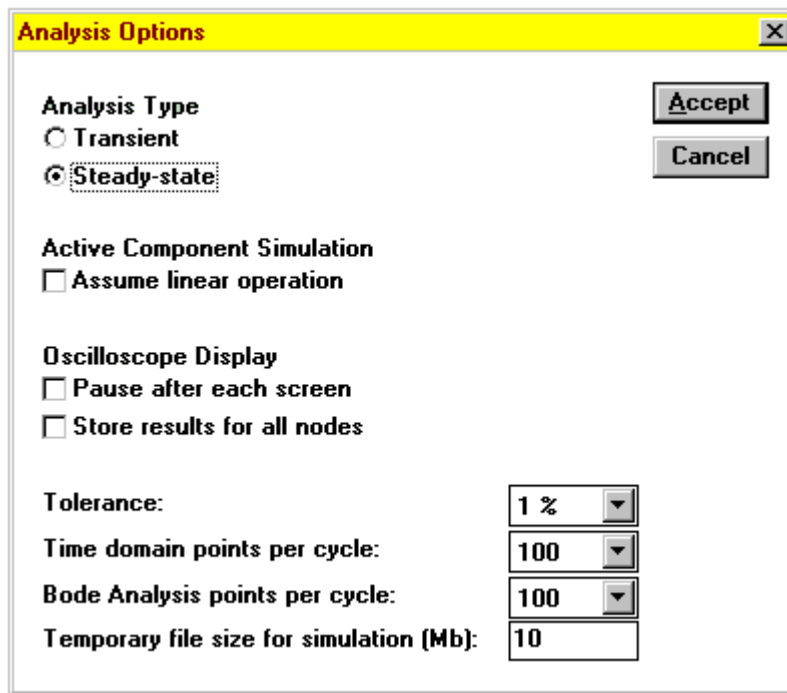 Analysis Options
Analysis Type
Transient
Steady-state
Accept
Cancel
Active Component Simulation
Assume linear operation
Oscilloscope Display
Pause after each screen
Store results for all nodes
Tolerance: 1 %
Time domain points per cycle: 100
Bode Analysis points per cycle: 100
Temporary file size for simulation (Mb): 10